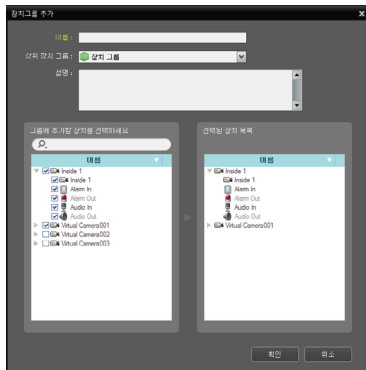 장치그룹 추가
이름 :
상위 장치 그룹 : 장치 그룹
설명 :
그룹에 추가할 장치를 선택하세요
이름
Inside 1
Inside 1
Alarm In
Alarm Out
Audio In
Audio Out
Virtual Camera001
Virtual Camera002
Virtual Camera003
선택된 장치 목록
이름
Inside 1
Inside 1
Alarm In
Alarm Out
Audio In
Audio Out
Virtual Camera001
확인
취소